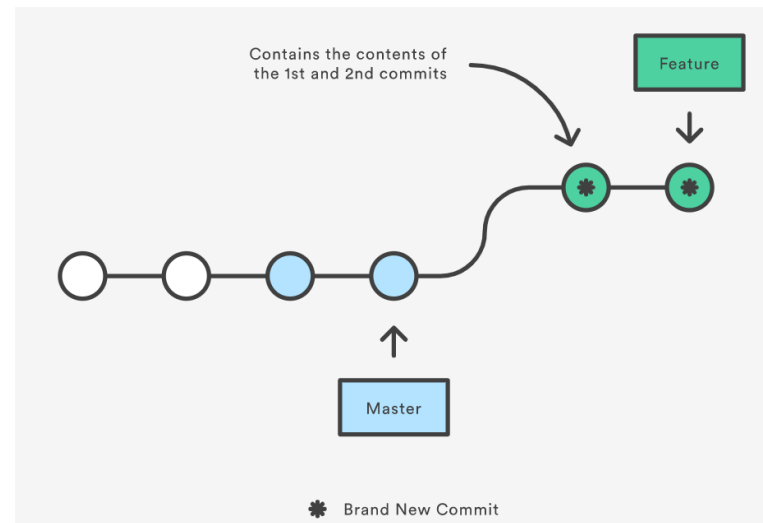 Contains the contents of
the 1st and 2nd commits
Feature
Master
Brand New Commit